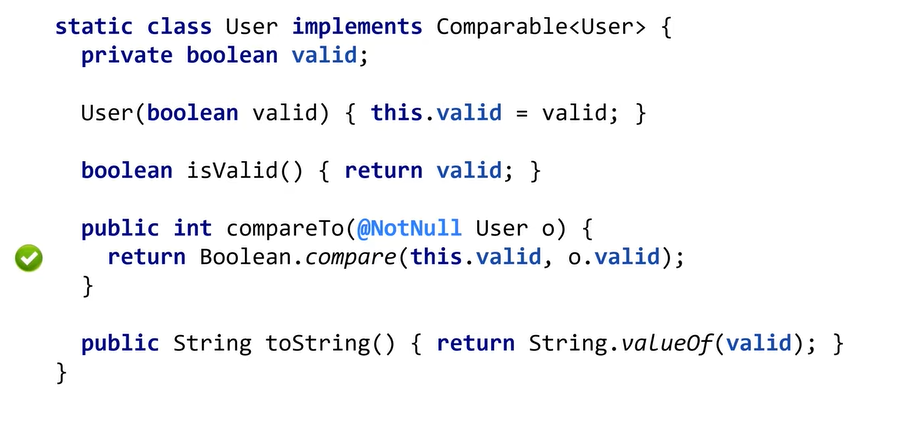 static class User implements Comparable<User> {
private boolean valid;
User(boolean valid) { this.valid = valid; }
boolean isValid() { return valid; }
public int compareTo(@NotNull User o) {
return Boolean.compare(this.valid, o.valid);
}
public String toString() { return String.valueOf(valid); }
}